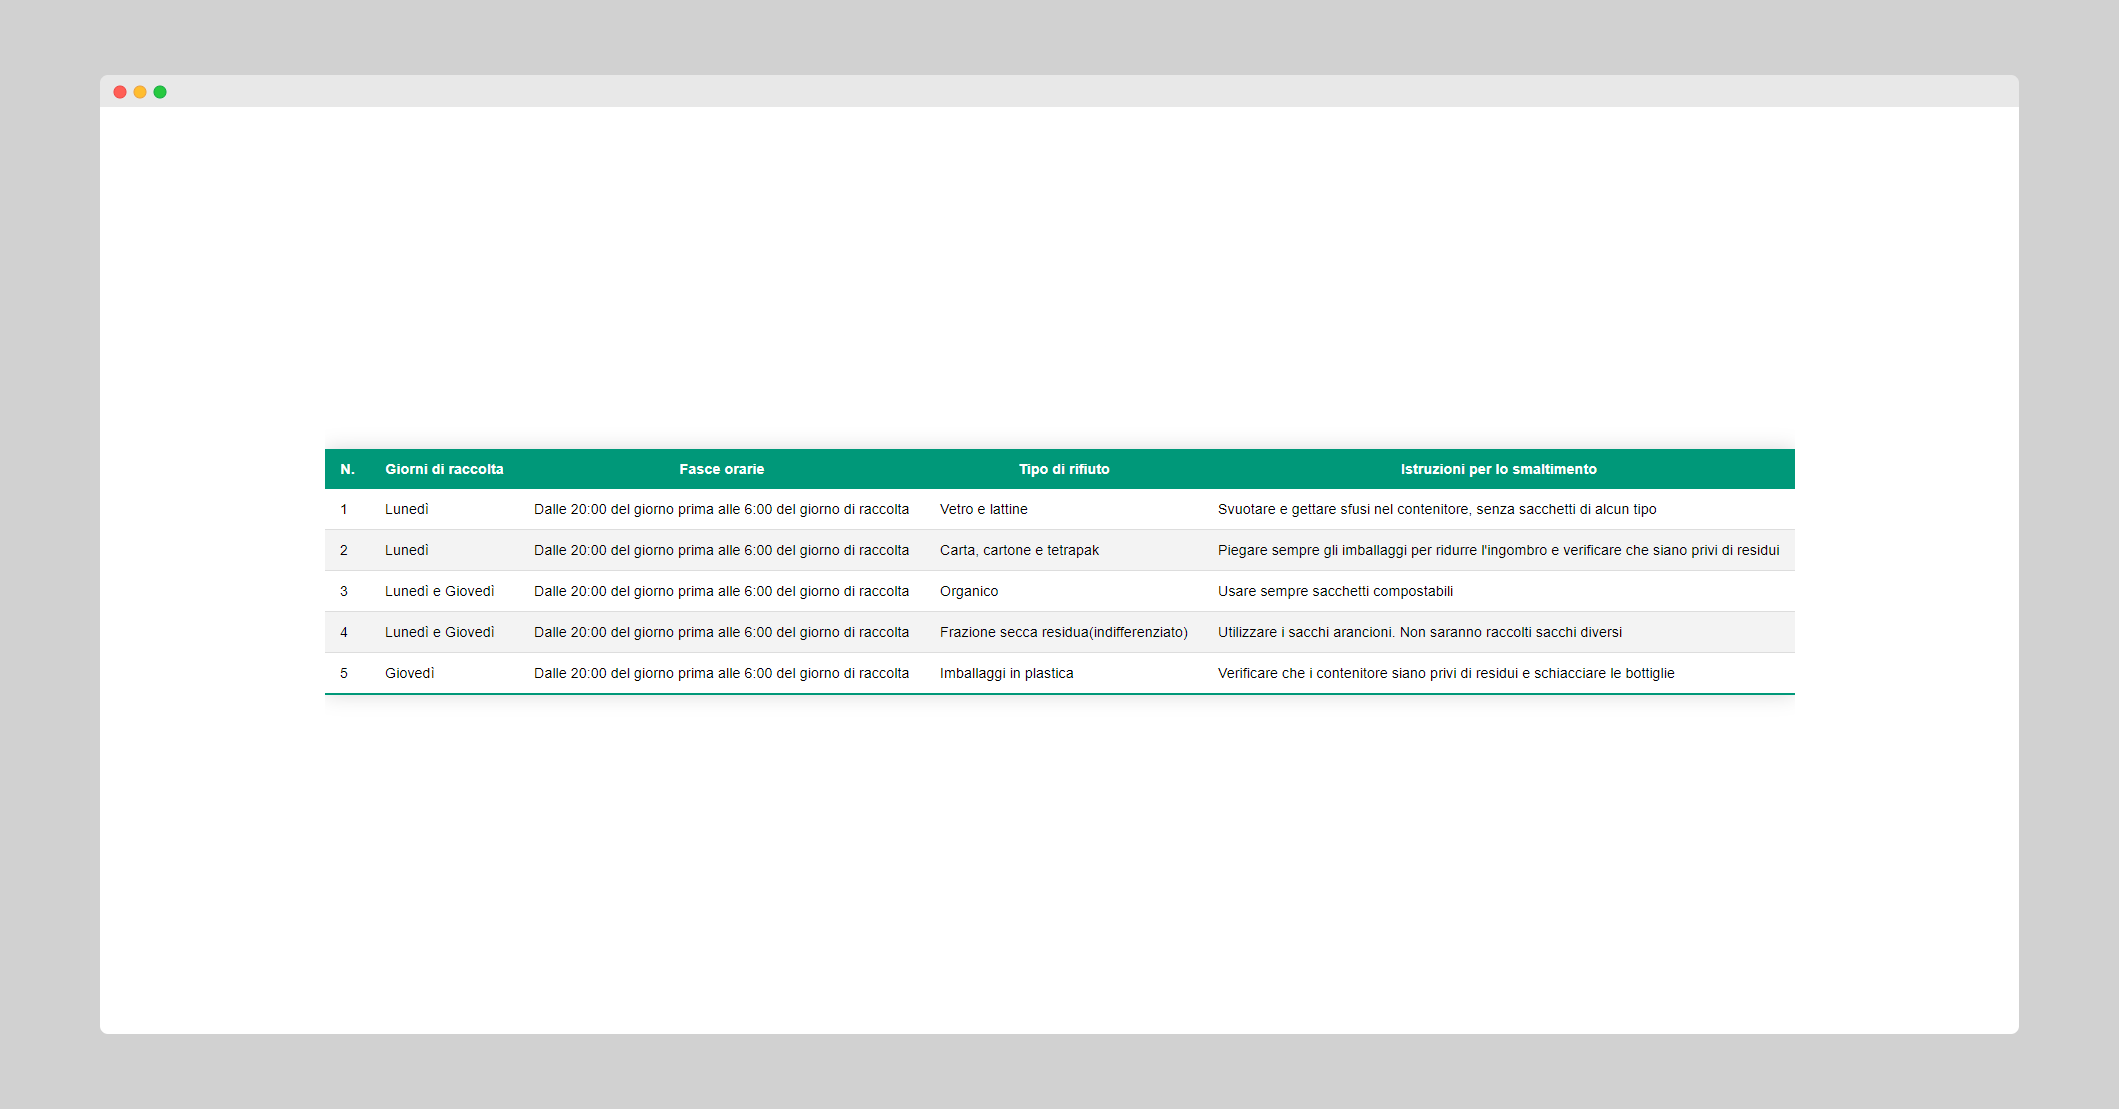 N. Giorni di raccolta Fasce orarie Tipo di rifiuto Istruzioni per lo smaltimento
1 Lunedì Dalle 20:00 del giorno prima alle 6:00 del giorno di raccolta Vetro e lattine Svuotare e gettare sfusi nel contenitore, senza sacchetti di alcun tipo
2 Lunedì Dalle 20:00 del giorno prima alle 6:00 del giorno di raccolta Carta, cartone e tetrapak Piegare sempre gli imballaggi per ridurre l'ingombro e verificare che siano privi di residui
3 Lunedì e Giovedì Dalle 20:00 del giorno prima alle 6:00 del giorno di raccolta Organico Usare sempre sacchetti compostabili
4 Lunedì e Giovedì Dalle 20:00 del giorno prima alle 6:00 del giorno di raccolta Frazione secca residua(indifferenziato) Utilizzare i sacchi arancioni. Non saranno raccolti sacchi diversi
5 Giovedì Dalle 20:00 del giorno prima alle 6:00 del giorno di raccolta Imballaggi in plastica Verificare che i contenitore siano privi di residui e schiacciare le bottiglie